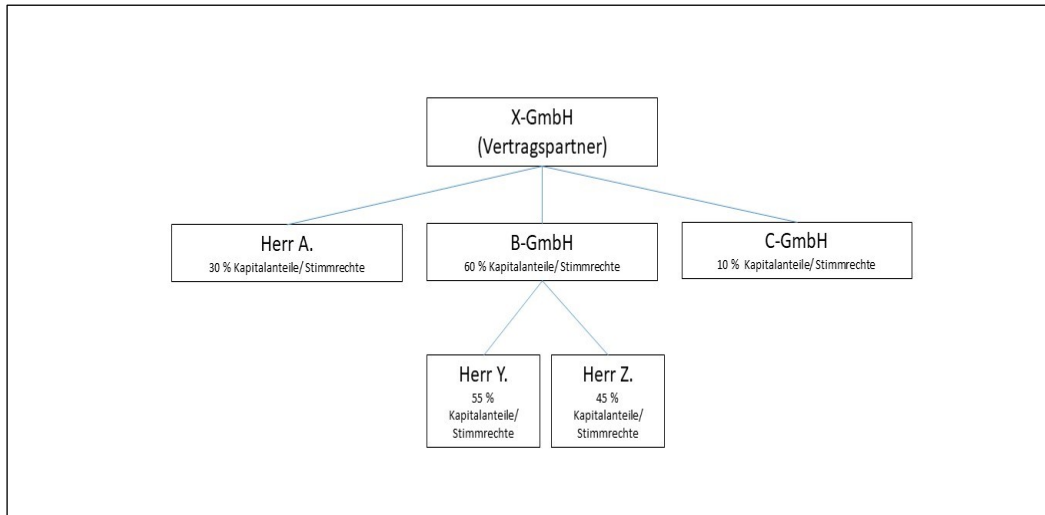 X-GmbH
(Vertragspartner)
Herr A.
30 % Kapitalanteile/ Stimmrechte
B-GmbH
60 % Kapitalanteile/ Stimmrechte
C-GmbH
10 % Kapitalanteile/ Stimmrechte
Herr Y.
55 %
Kapitalanteile/
Stimmrechte
Herr Z.
45 %
Kapitalanteile/
Stimmrechte